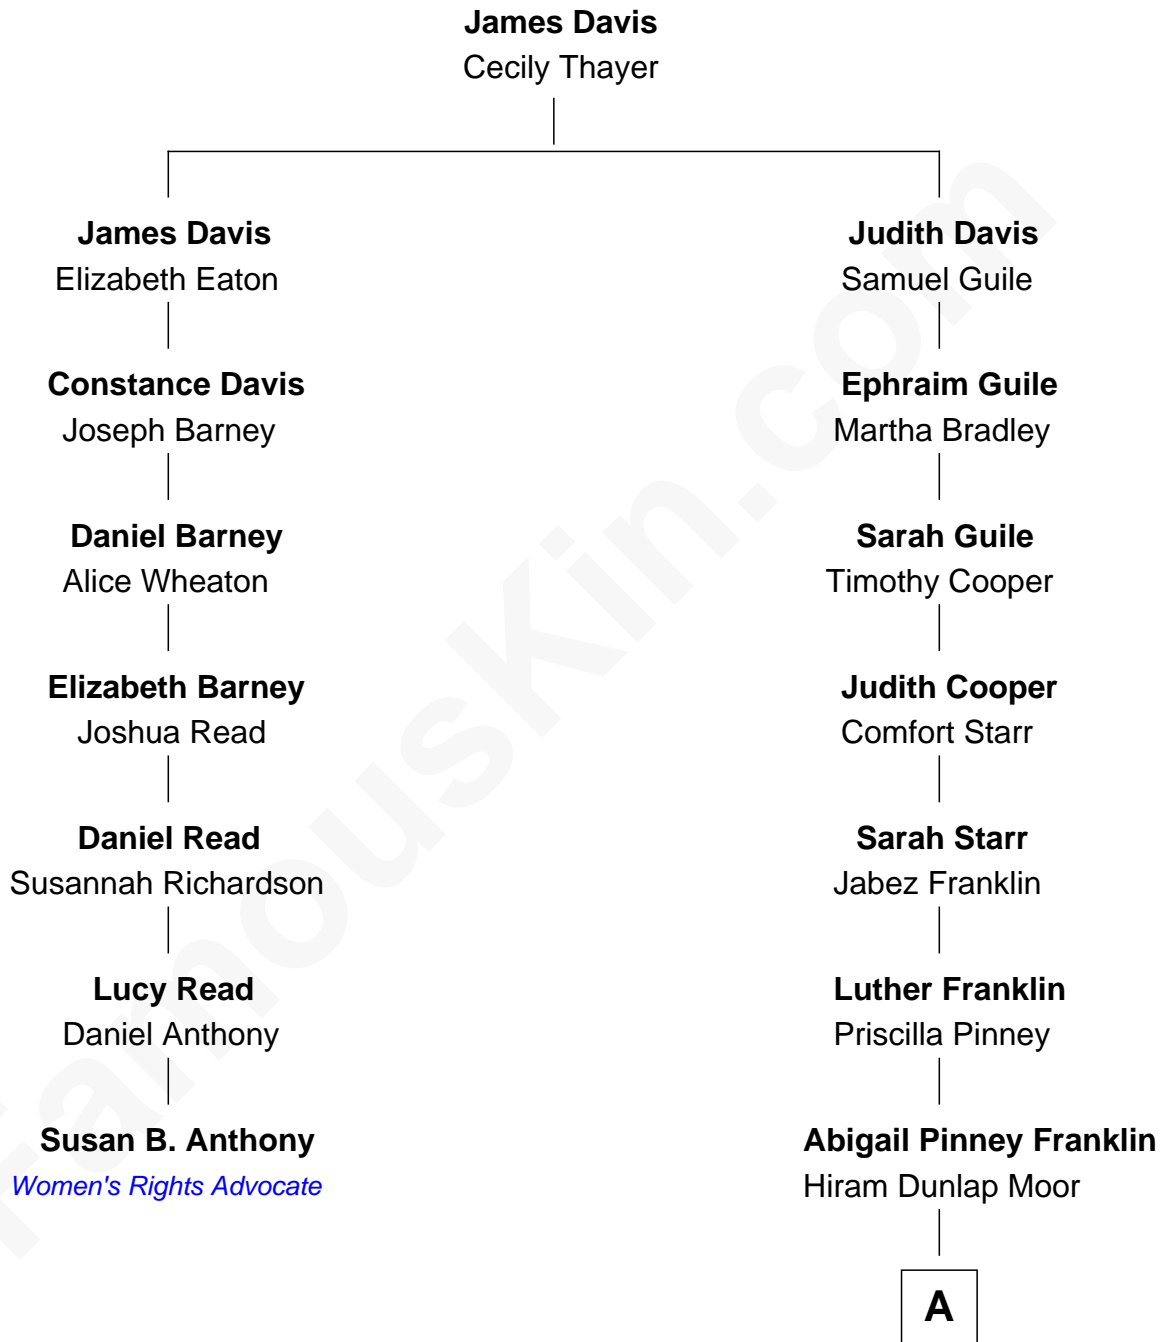 James Davis
Cecily Thayer
James Davis
Elizabeth Eaton
Judith Davis
Samuel Guile
Constance Davis
Joseph Barney
Ephraim Guile
Martha Bradley
Daniel Barney
Alice Wheaton
Sarah Guile
Timothy Cooper
Elizabeth Barney
Joshua Read
Judith Cooper
Comfort Starr
Daniel Read
Susannah Richardson
Sarah Starr
Jabez Franklin
Lucy Read
Daniel Anthony
Luther Franklin
Priscilla Pinney
Susan B. Anthony
Women's Rights Advocate
Abigail Pinney Franklin
Hiram Dunlap Moor
A
FamousKin.com